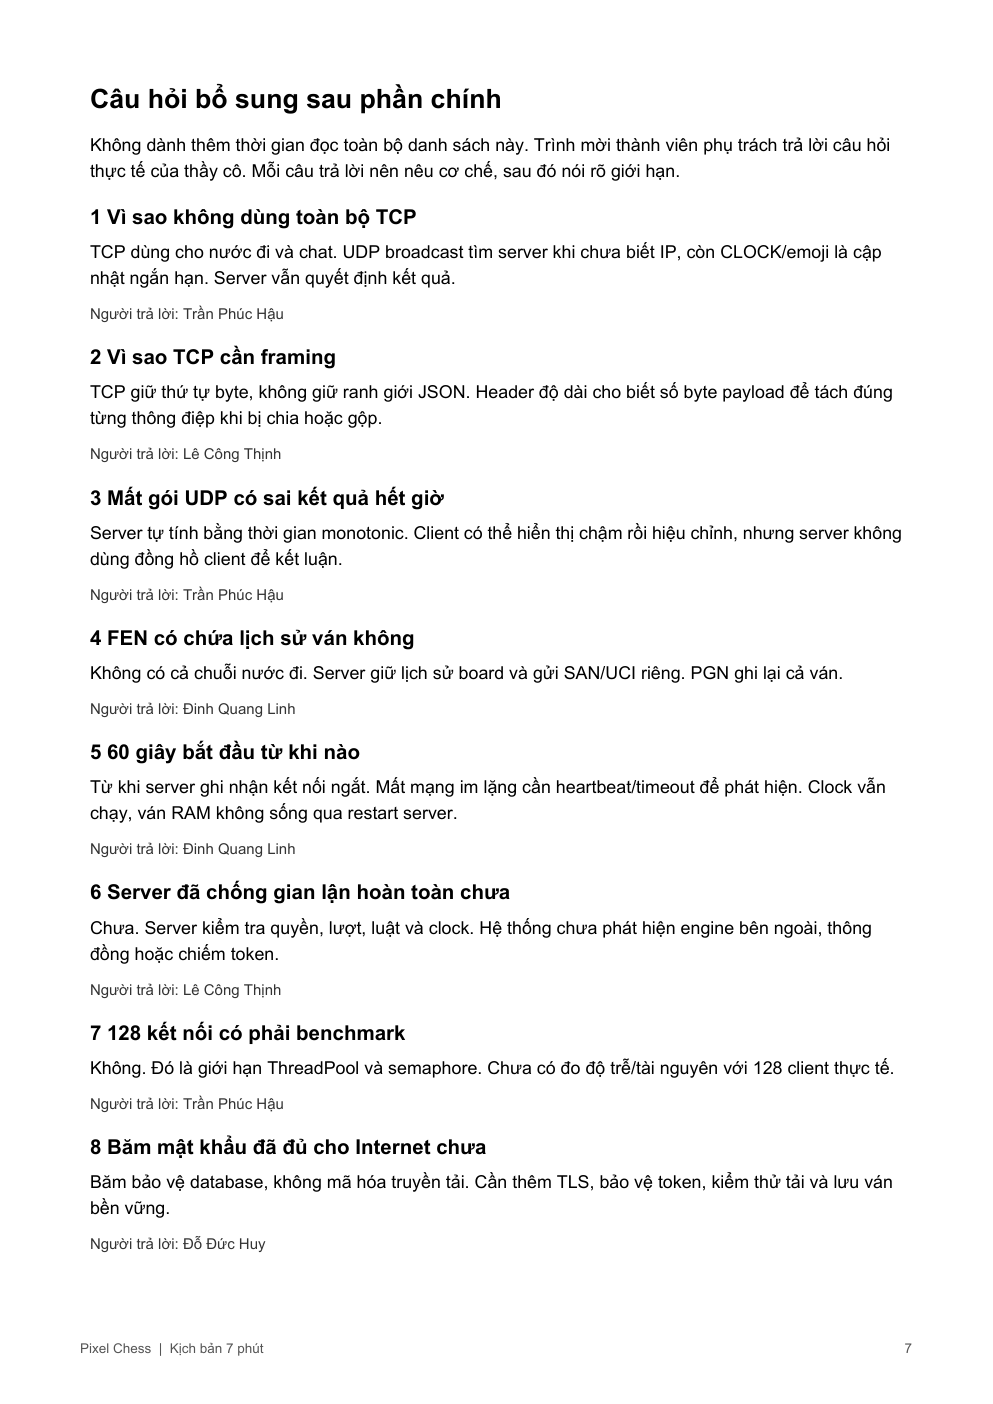 Câu hỏi bổ sung sau phần chính
Không dành thêm thời gian đọc toàn bộ danh sách này. Trình mời thành viên phụ trách trả lời câu hỏi
thực tế của thầy cô. Mỗi câu trả lời nên nêu cơ chế, sau đó nói rõ giới hạn.
1 Vì sao không dùng toàn bộ TCP
TCP dùng cho nước đi và chat. UDP broadcast tìm server khi chưa biết IP, còn CLOCK/emoji là cập
nhật ngắn hạn. Server vẫn quyết định kết quả.
Người trả lời: Trần Phúc Hậu
2 Vì sao TCP cần framing
TCP giữ thứ tự byte, không giữ ranh giới JSON. Header độ dài cho biết số byte payload để tách đúng
từng thông điệp khi bị chia hoặc gộp.
Người trả lời: Lê Công Thịnh
3 Mất gói UDP có sai kết quả hết giờ
Server tự tính bằng thời gian monotonic. Client có thể hiển thị chậm rồi hiệu chỉnh, nhưng server không
dùng đồng hồ client để kết luận.
Người trả lời: Trần Phúc Hậu
4 FEN có chứa lịch sử ván không
Không có cả chuỗi nước đi. Server giữ lịch sử board và gửi SAN/UCI riêng. PGN ghi lại cả ván.
Người trả lời: Đinh Quang Linh
5 60 giây bắt đầu từ khi nào
Từ khi server ghi nhận kết nối ngắt. Mất mạng im lặng cần heartbeat/timeout để phát hiện. Clock vẫn
chạy, ván RAM không sống qua restart server.
Người trả lời: Đinh Quang Linh
6 Server đã chống gian lận hoàn toàn chưa
Chưa. Server kiểm tra quyền, lượt, luật và clock. Hệ thống chưa phát hiện engine bên ngoài, thông
đồng hoặc chiếm token.
Người trả lời: Lê Công Thịnh
7 128 kết nối có phải benchmark
Không. Đó là giới hạn ThreadPool và semaphore. Chưa có đo độ trễ/tài nguyên với 128 client thực tế.
Người trả lời: Trần Phúc Hậu
8 Băm mật khẩu đã đủ cho Internet chưa
Băm bảo vệ database, không mã hóa truyền tải. Cần thêm TLS, bảo vệ token, kiểm thử tải và lưu ván
bền vững.
Người trả lời: Đỗ Đức Huy
Pixel Chess | Kịch bản 7 phút
7